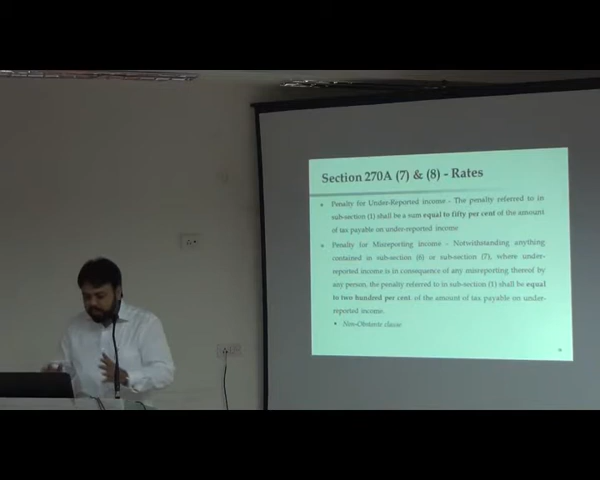 Section 270A (7) & (8) - Rates
Penalty for Under-Reported income - The penalty referred to in
sub-section (1) shall be a sum equal to fifty per cent of the amount
of tax payable on under-reported income
Penalty for Misreporting income - Notwithstanding anything
contained in sub-section (6) or sub-section (7), where under-
reported income is in consequence of any misreporting thereof by
any person, the penalty referred to in sub-section (1) shall be equal
to two hundred per cent of the amount of tax payable on under-
reported income.
Non-Obstante clause